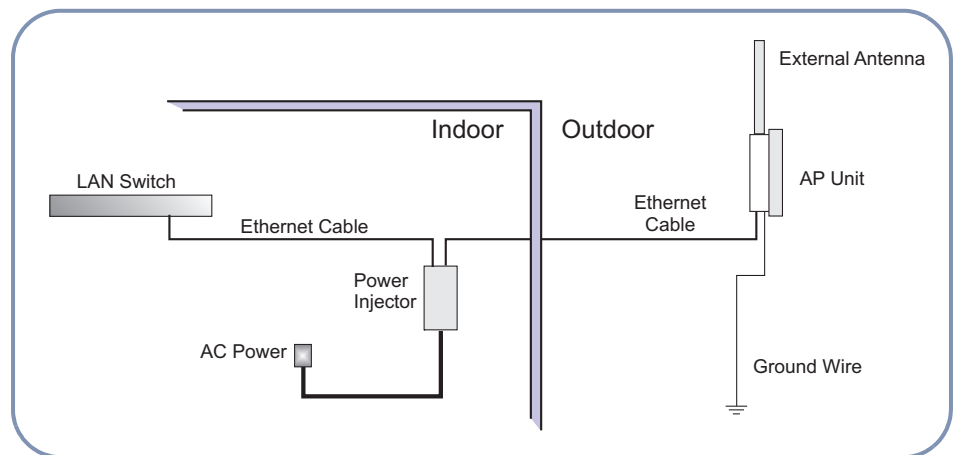 External Antenna
Indoor
Outdoor
LAN Switch
AP Unit
Ethernet
Cable
Ethernet Cable
Power
Injector
AC Power
Ground Wire